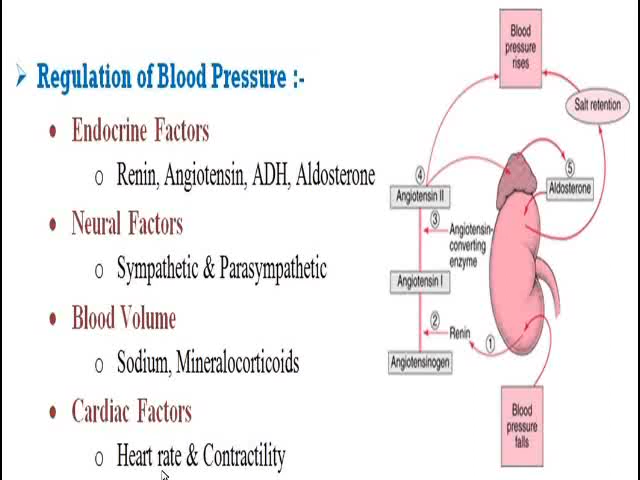 Regulation of Blood Pressure :-
Endocrine Factors
Renin, Angiotensin, ADH, Aldosterone
Neural Factors
Sympathetic & Parasympathetic
Blood Volume
Sodium, Mineralocorticoids
Cardiac Factors
Heart rate & Contractility
Blood
pressure
rises
Salt retention
4
5
Angiotensin II
Aldosterone
3
Angiotensin-
converting
enzyme
Angiotensin I
2
Renin
1
Angiotensinogen
Blood
pressure
falls